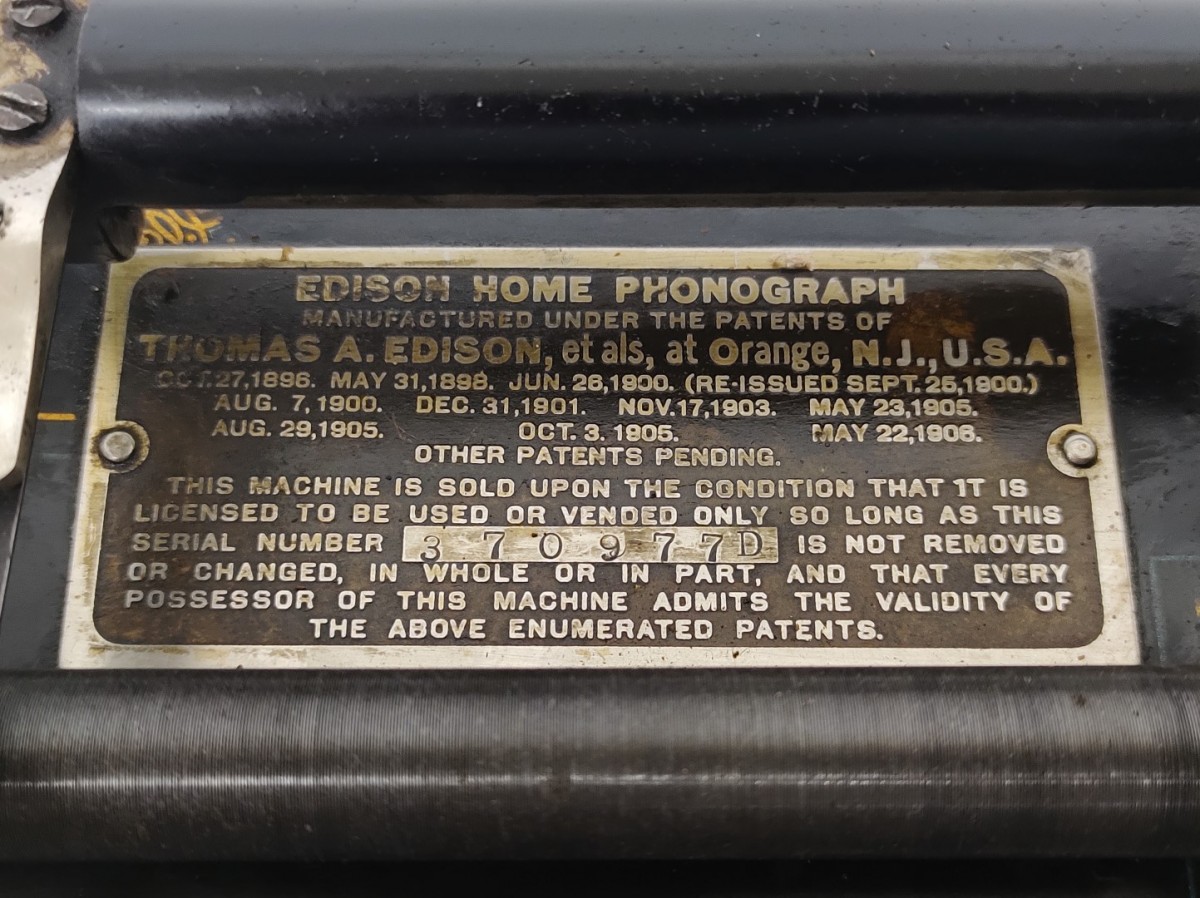 EDISON HOME PHONOGRAPH
MANUFACTURED UNDER THE PATENTS OF
THOMAS A. EDISON, et als, at Orange, N.J., U.S.A.
OCT. 27, 1896. MAY 31, 1898. JUN. 26, 1900. (RE-ISSUED SEPT. 25, 1900.)
AUG. 7, 1900. DEC. 31, 1901. NOV. 17, 1903. MAY 23, 1905.
AUG. 29, 1905. OCT. 3. 1905. MAY 22, 1906.
OTHER PATENTS PENDING.
THIS MACHINE IS SOLD UPON THE CONDITION THAT IT IS
LICENSED TO BE USED OR VENDED ONLY SO LONG AS THIS
SERIAL NUMBER 370977D IS NOT REMOVED
OR CHANGED, IN WHOLE OR IN PART, AND THAT EVERY
POSSESSOR OF THIS MACHINE ADMITS THE VALIDITY OF
THE ABOVE ENUMERATED PATENTS.